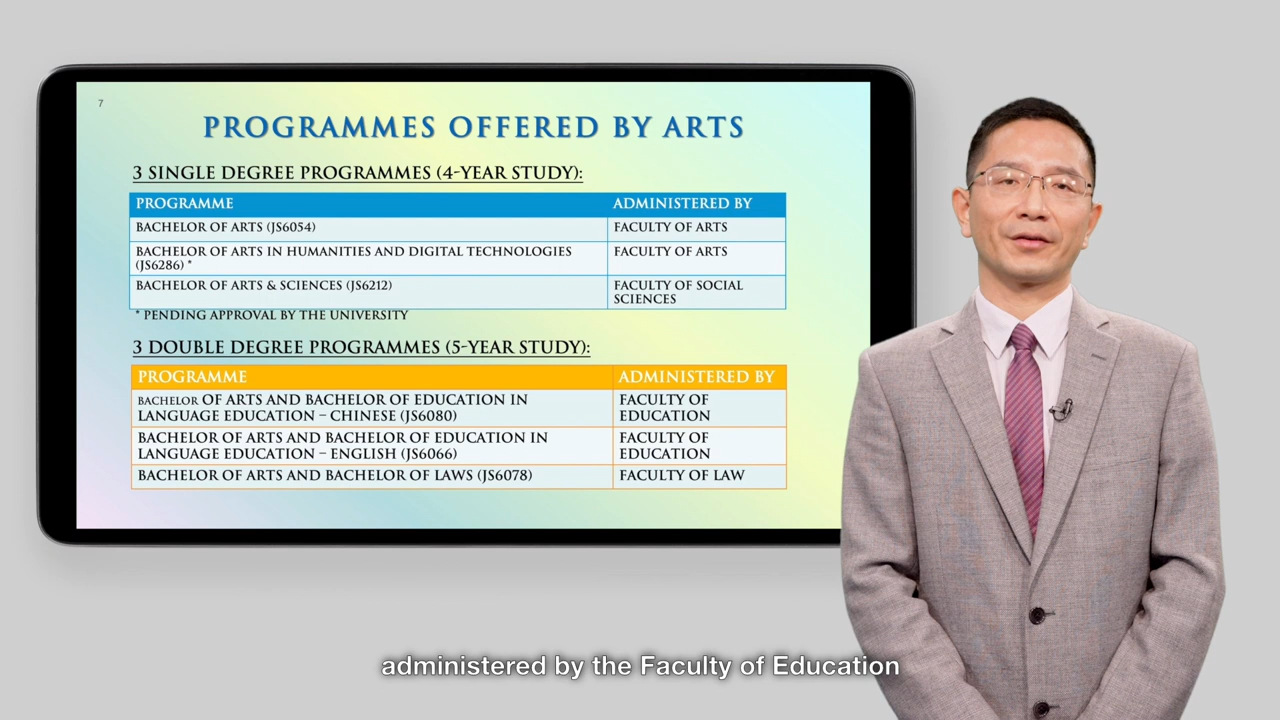 7
PROGRAMMES OFFERED BY ARTS
3 SINGLE DEGREE PROGRAMMES (4-YEAR STUDY):
PROGRAMME ADMINISTERED BY
BACHELOR OF ARTS (JS6054) FACULTY OF ARTS
BACHELOR OF ARTS IN HUMANITIES AND DIGITAL TECHNOLOGIES FACULTY OF ARTS
(JS6286) *
BACHELOR OF ARTS & SCIENCES (JS6212) FACULTY OF SOCIAL
SCIENCES
* PENDING APPROVAL BY THE UNIVERSITY
3 DOUBLE DEGREE PROGRAMMES (5-YEAR STUDY):
PROGRAMME ADMINISTERED BY
BACHELOR OF ARTS AND BACHELOR OF EDUCATION IN FACULTY OF
LANGUAGE EDUCATION – CHINESE (JS6080) EDUCATION
BACHELOR OF ARTS AND BACHELOR OF EDUCATION IN FACULTY OF
LANGUAGE EDUCATION – ENGLISH (JS6066) EDUCATION
BACHELOR OF ARTS AND BACHELOR OF LAWS (JS6078) FACULTY OF LAW
administered by the Faculty of Education